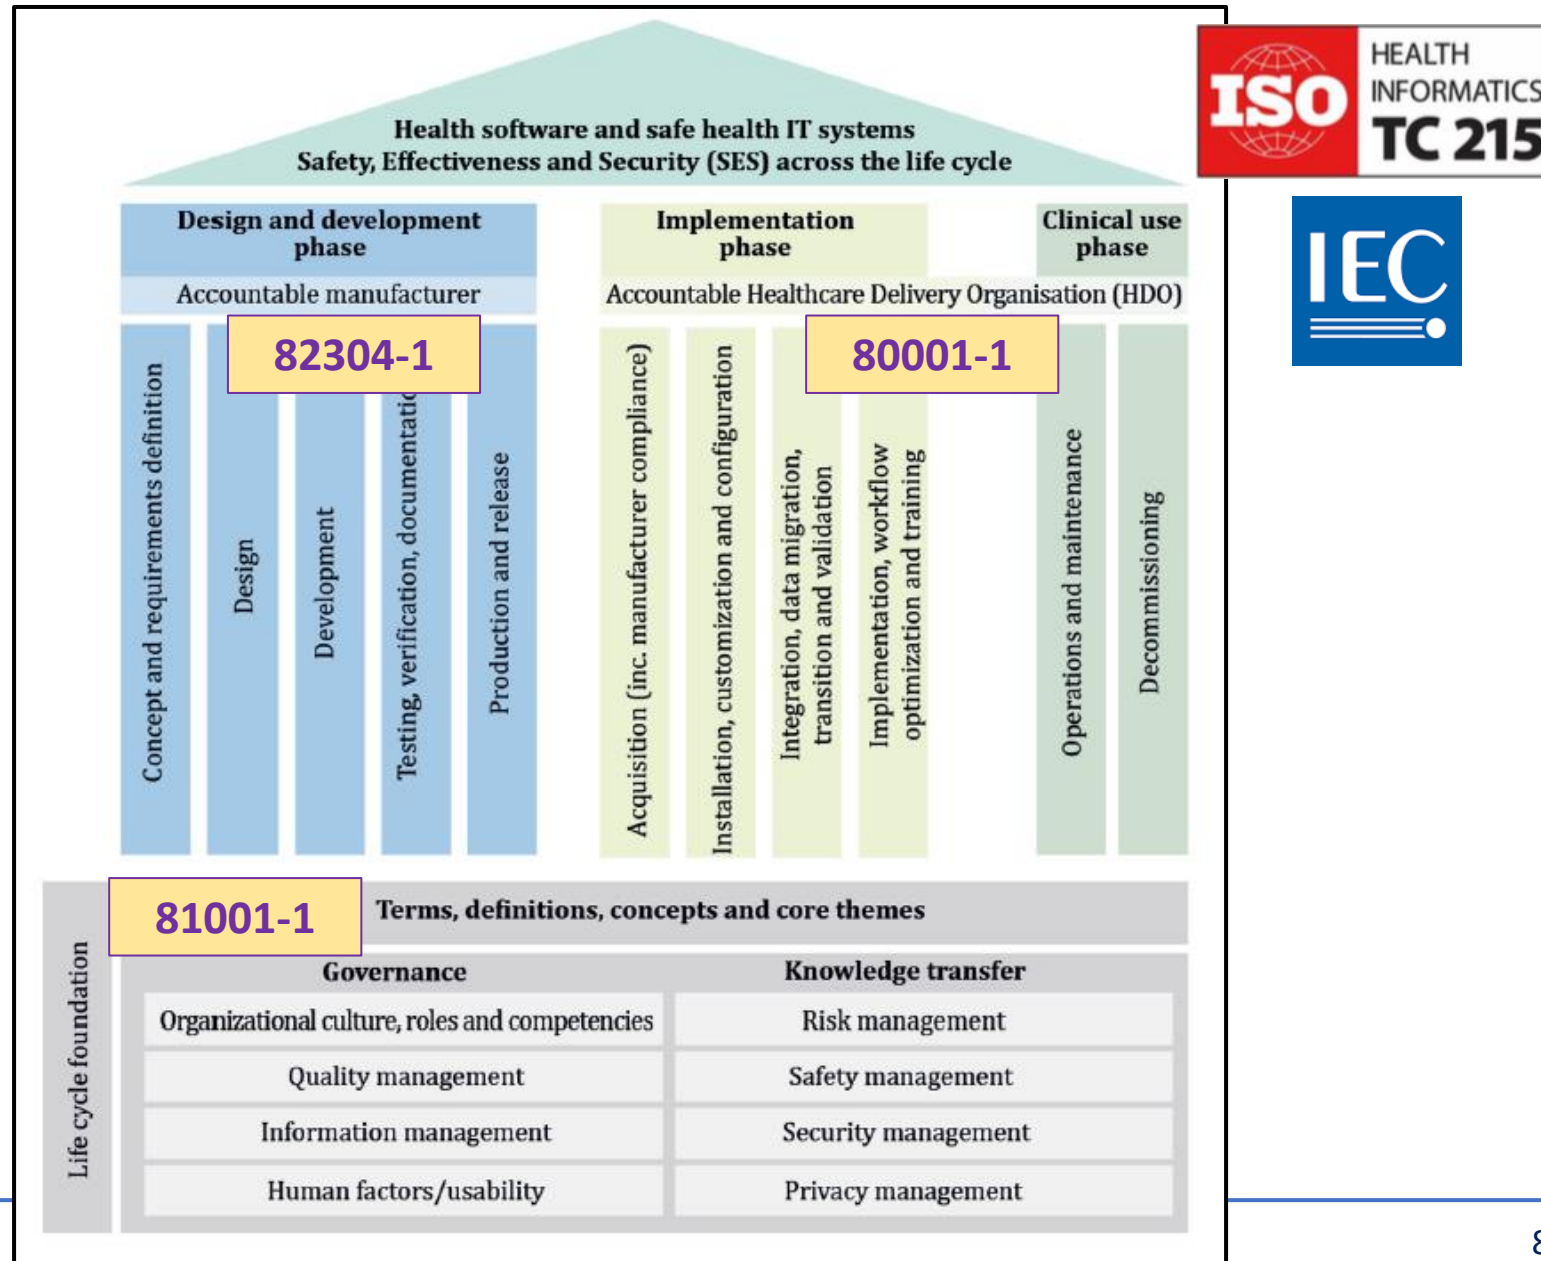 Health software and safe health IT systems
Safety, Effectiveness and Security (SES) across the life cycle
ISO
HEALTH
INFORMATICS
TC 215
IEC
Design and development
phase
Accountable manufacturer
82304-1
Concept and requirements definition
Design
Development
Testing, verification, documentatio
Production and release
Implementation
phase
Clinical use
phase
Accountable Healthcare Delivery Organisation (HDO)
80001-1
Acquisition (inc. manufacturer compliance)
Installation, customization and configuration
Integration, data migration,
transition and validation
Implementation, workflow
optimization and training
Operations and maintenance
Decommissioning
Life cycle foundation
81001-1
Terms, definitions, concepts and core themes
Governance
Organizational culture, roles and competencies
Quality management
Information management
Human factors/usability
Knowledge transfer
Risk management
Safety management
Security management
Privacy management
8